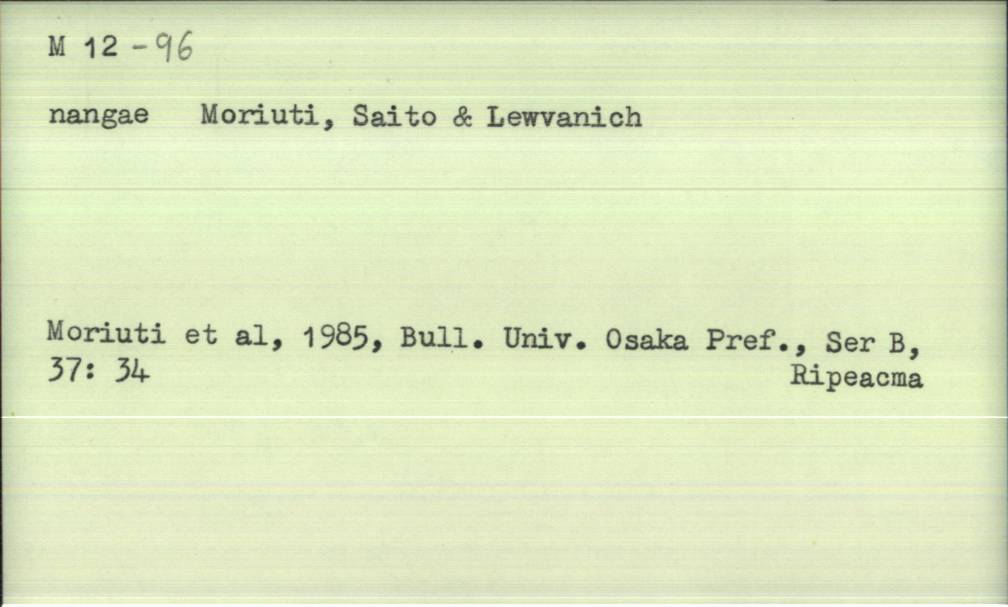 M 12 -96
nangae Moriuti, Saito & Lewvanich
Moriuti et al, 1985, Bull. Univ. Osaka Pref., Ser B,
37: 34 Ripeacma